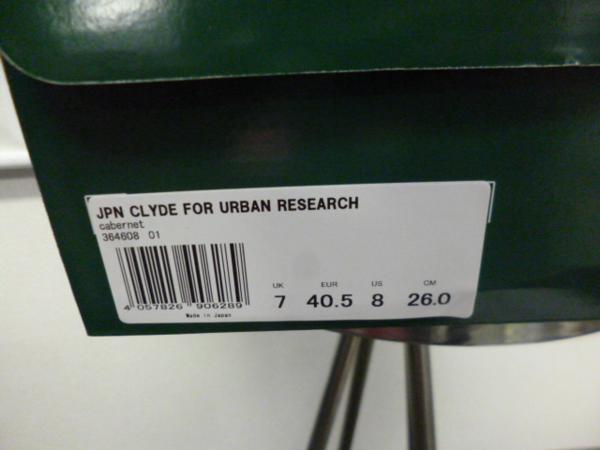 JPN CLYDE FOR URBAN RESEARCH
cabernet
364608 01
4 057826 906289
Made in Japan
UK EUR US CM
7 40.5 8 26.0